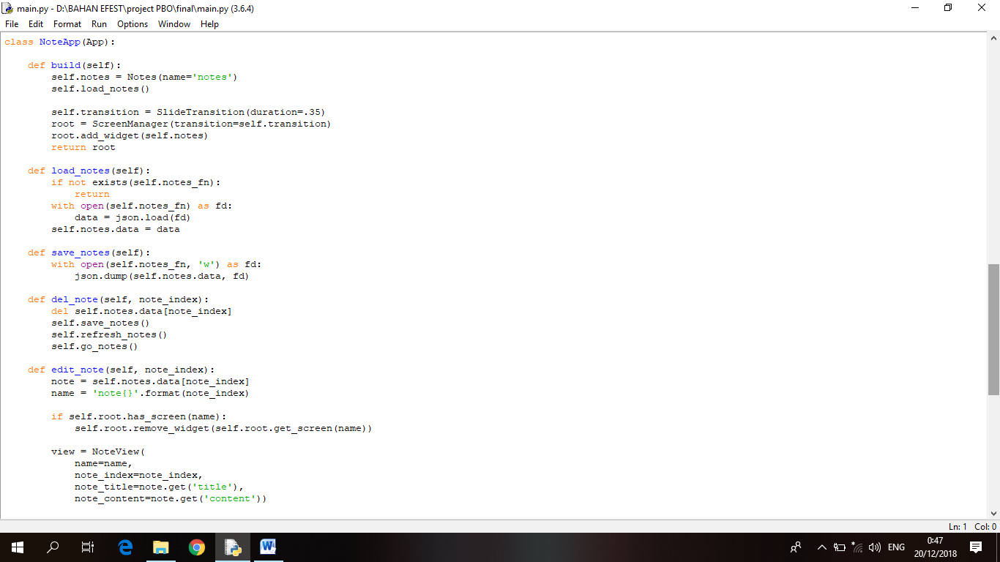 main.py - D:\BAHAN EFEST\project PBO\final\main.py (3.6.4)
File Edit Format Run Options Window Help
class NoteApp(App):
    def build(self):
        self.notes = Notes(name='notes')
        self.load_notes()
        self.transition = SlideTransition(duration=.35)
        root = ScreenManager(transition=self.transition)
        root.add_widget(self.notes)
        return root
    def load_notes(self):
        if not exists(self.notes_fn):
            return
        with open(self.notes_fn) as fd:
            data = json.load(fd)
        self.notes.data = data
    def save_notes(self):
        with open(self.notes_fn, 'w') as fd:
            json.dump(self.notes.data, fd)
    def del_note(self, note_index):
        del self.notes.data[note_index]
        self.save_notes()
        self.refresh_notes()
        self.go_notes()
    def edit_note(self, note_index):
        note = self.notes.data[note_index]
        name = 'note{}'.format(note_index)
        if self.root.has_screen(name):
            self.root.remove_widget(self.root.get_screen(name))
        view = NoteView(
            name=name,
            note_index=note_index,
            note_title=note.get('title'),
            note_content=note.get('content'))
Ln: 1 Col: 0
ENG
0:47
20/12/2018